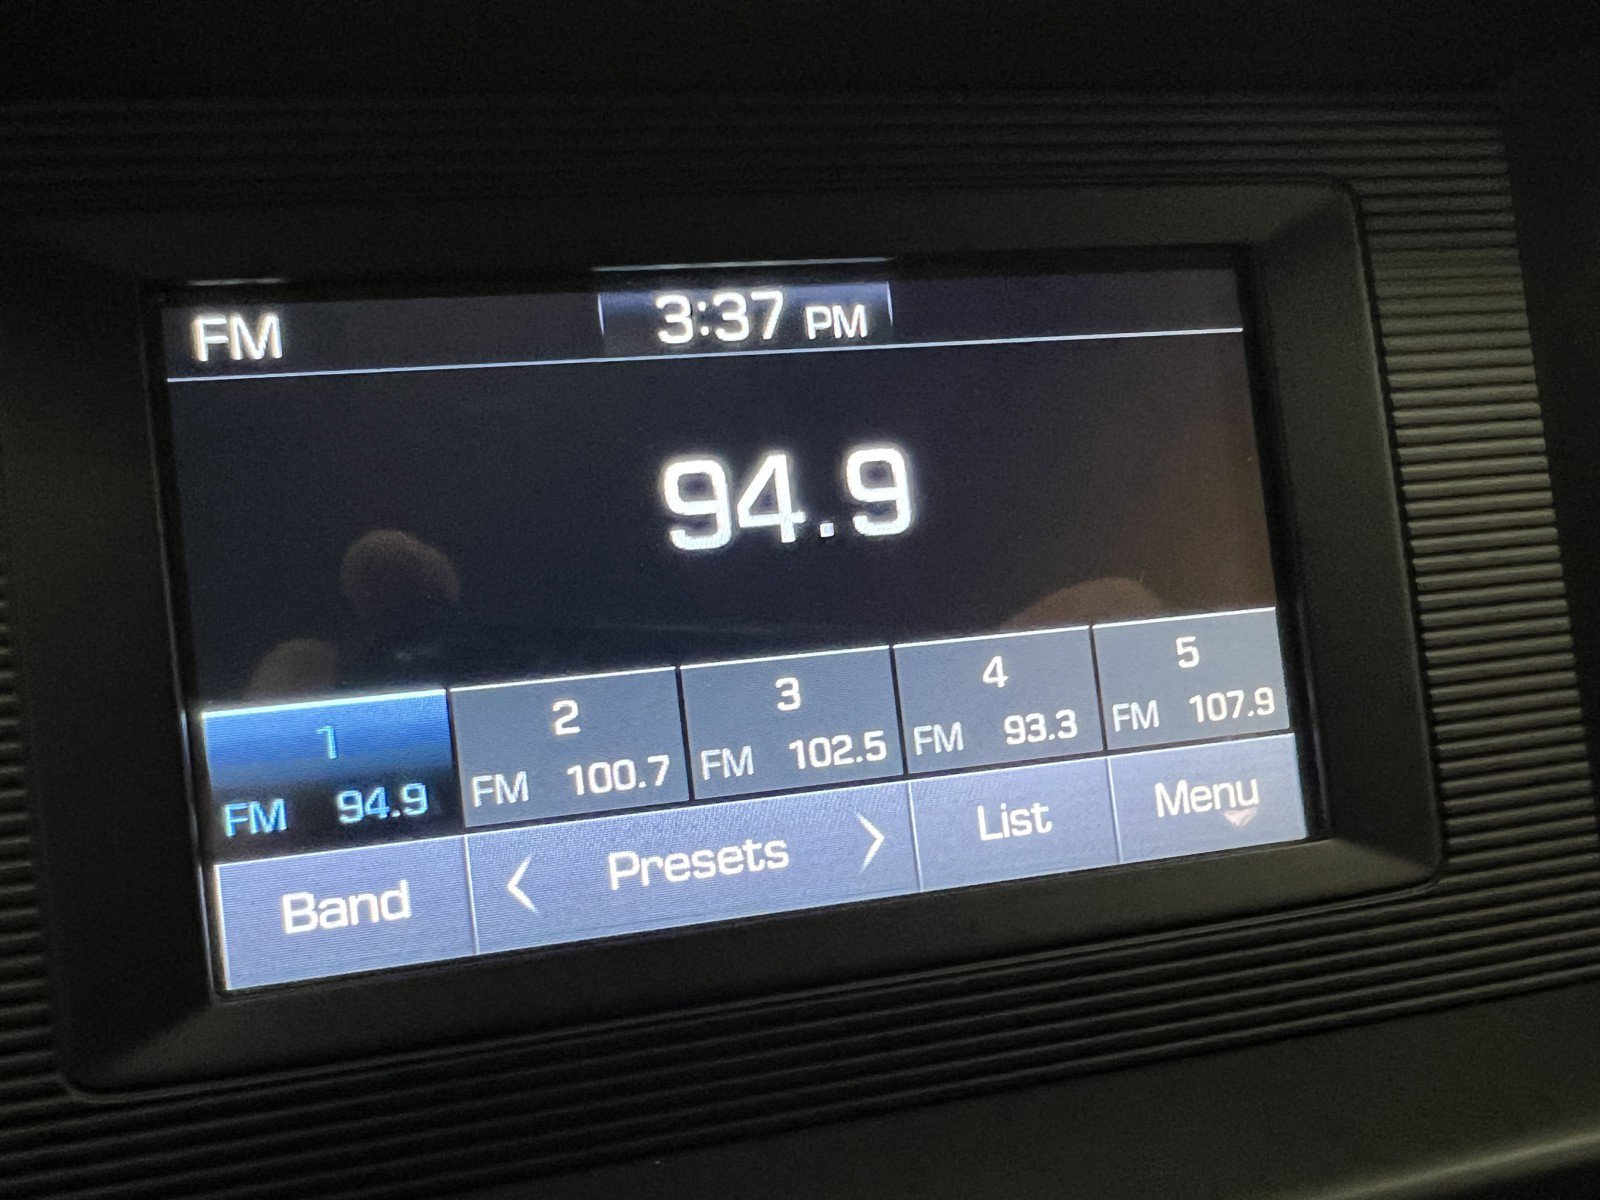 FM 3:37 PM
94.9
1 2 3 4 5
FM 94.9 FM 100.7 FM 102.5 FM 93.3 FM 107.9
Band < Presets > List Menu